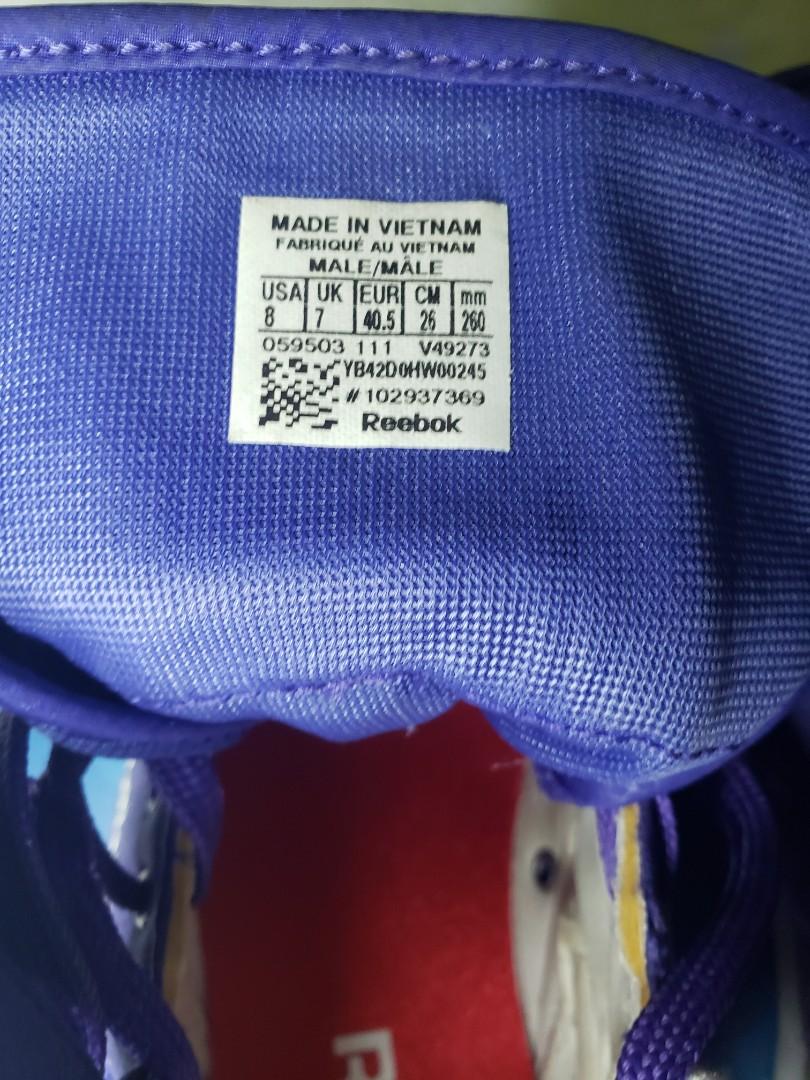 MADE IN VIETNAM
FABRIQUÉ AU VIETNAM
MALE/MÂLE
USA UK EUR CM mm
8 7 40.5 26 260
059503 111 V49273
YB42D0HW00245
#102937369
Reebok
R